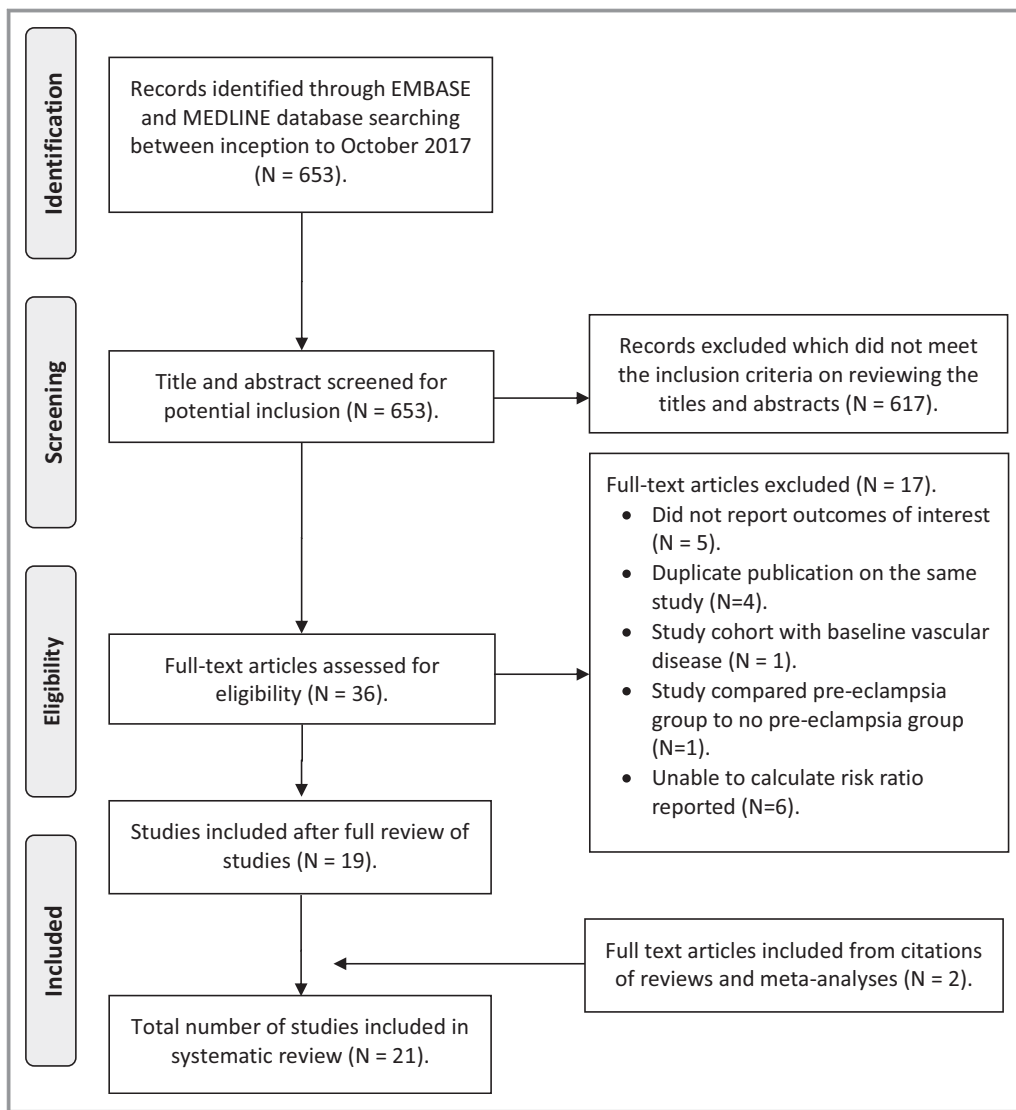 Identification
Records identified through EMBASE
and MEDLINE database searching
between inception to October 2017
(N = 653).
Screening
Title and abstract screened for
potential inclusion (N = 653).
Records excluded which did not meet
the inclusion criteria on reviewing the
titles and abstracts (N = 617).
Eligibility
Full-text articles assessed for
eligibility (N = 36).
Full-text articles excluded (N = 17).
• Did not report outcomes of interest
(N = 5).
• Duplicate publication on the same
study (N=4).
• Study cohort with baseline vascular
disease (N = 1).
• Study compared pre-eclampsia
group to no pre-eclampsia group
(N=1).
• Unable to calculate risk ratio
reported (N=6).
Included
Studies included after full review of
studies (N = 19).
Full text articles included from citations
of reviews and meta-analyses (N = 2).
Total number of studies included in
systematic review (N = 21).